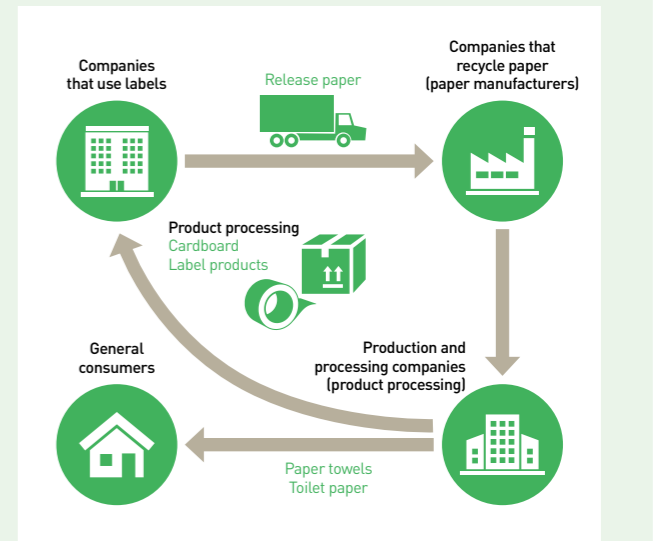 Companies
that use labels
Release paper
Companies that
recycle paper
(paper manufacturers)
Product processing
Cardboard
Label products
General
consumers
Production and
processing companies
(product processing)
Paper towels
Toilet paper